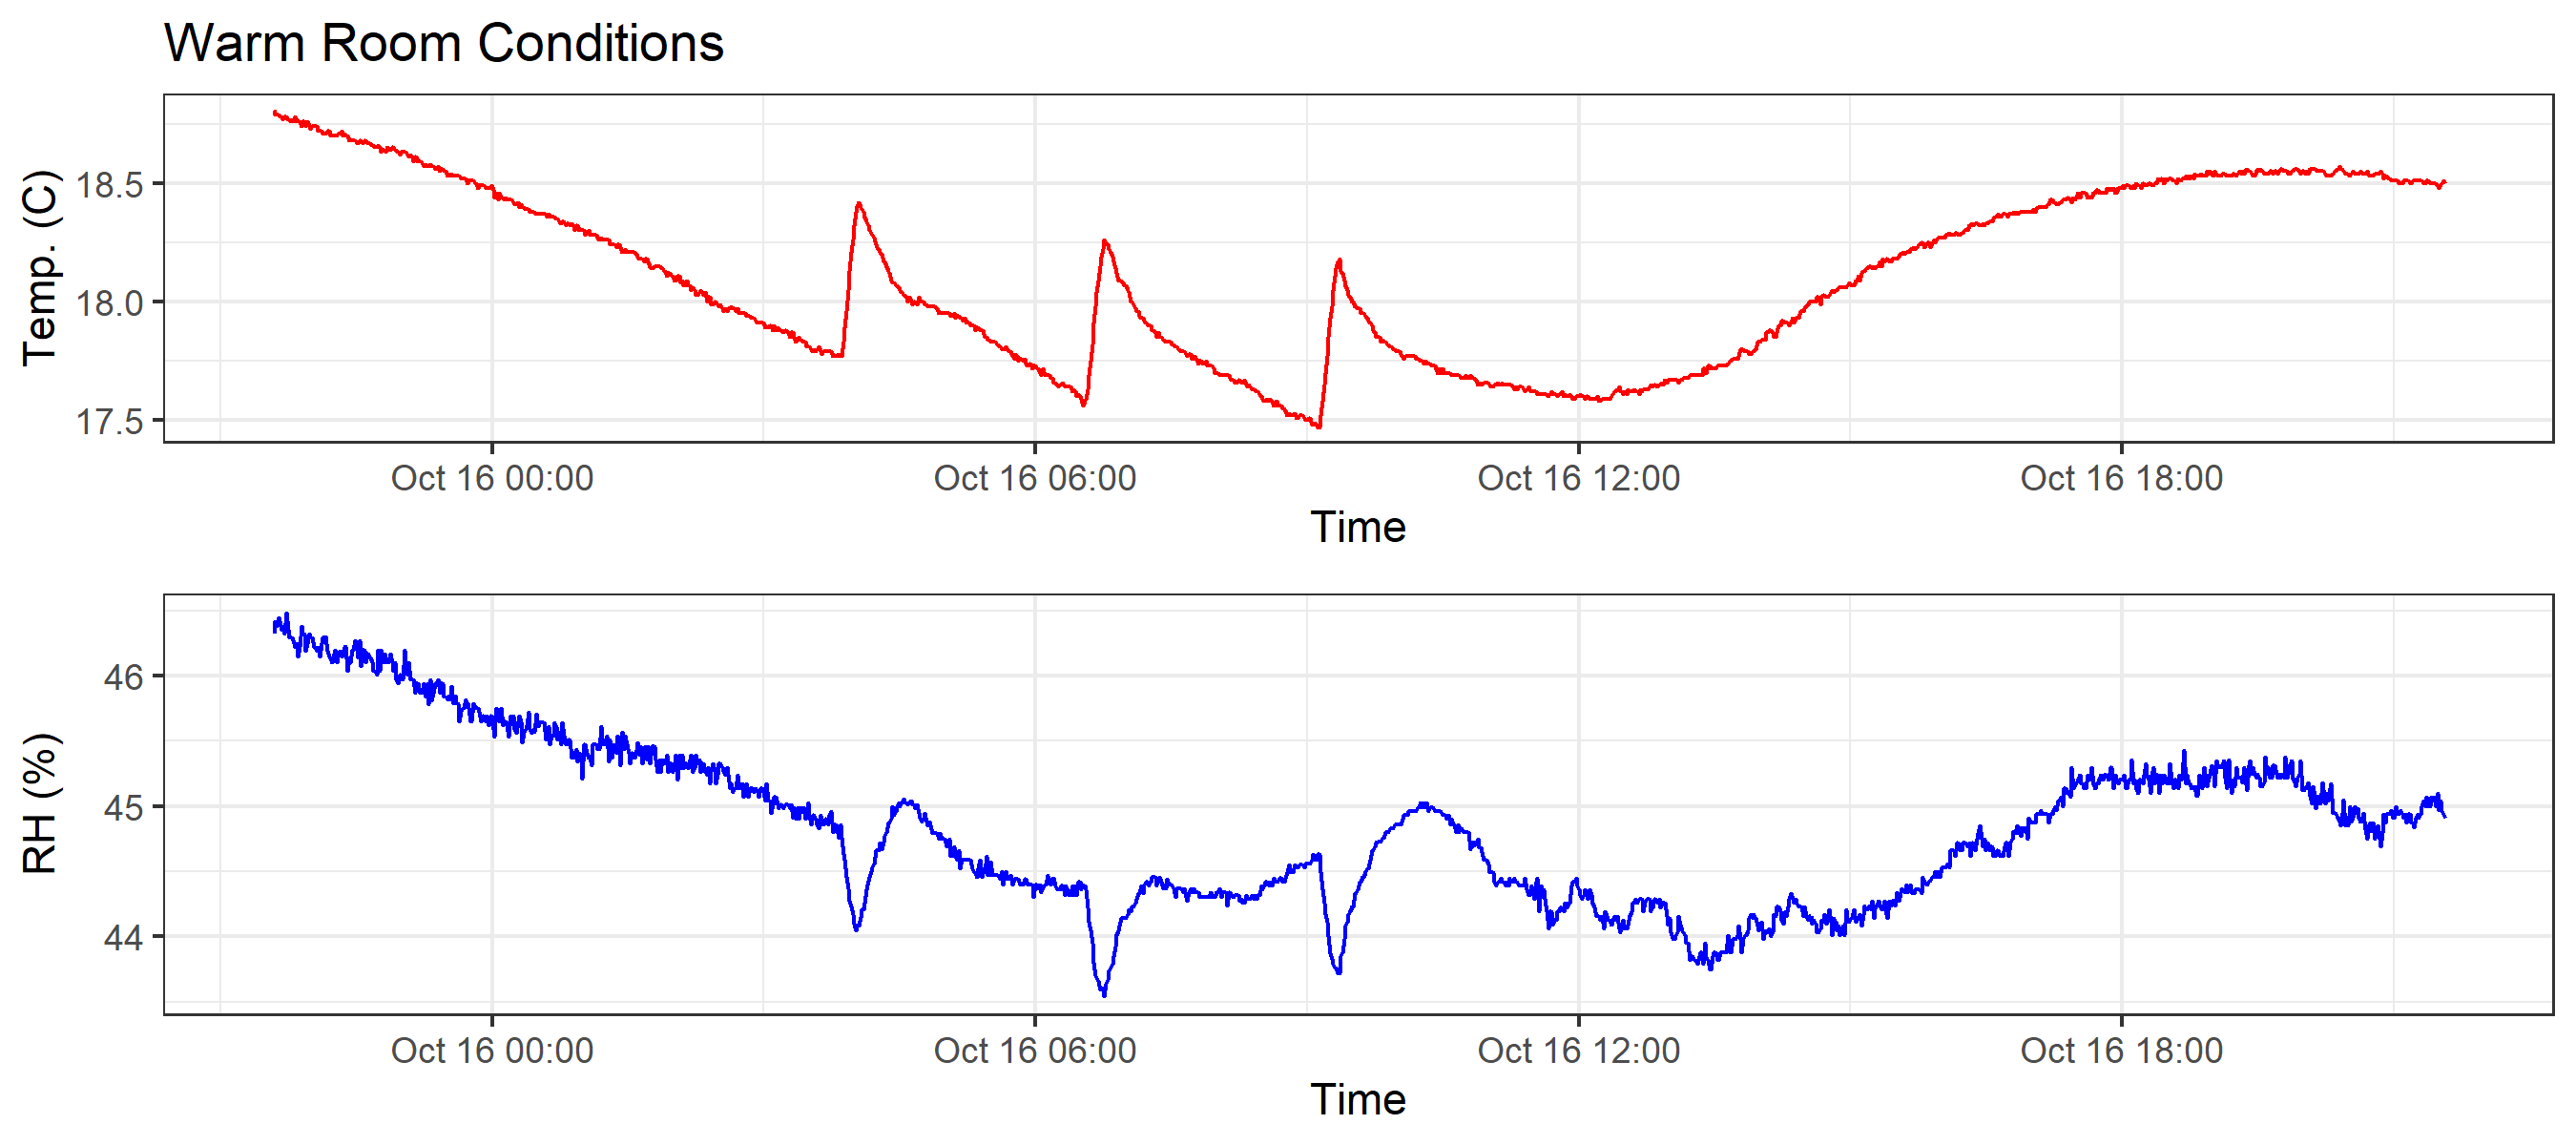 Warm Room Conditions
Temp. (C)
18.5
18.0
17.5
Oct 16 00:00 Oct 16 06:00 Oct 16 12:00 Oct 16 18:00
Time
RH (%)
46
45
44
Oct 16 00:00 Oct 16 06:00 Oct 16 12:00 Oct 16 18:00
Time